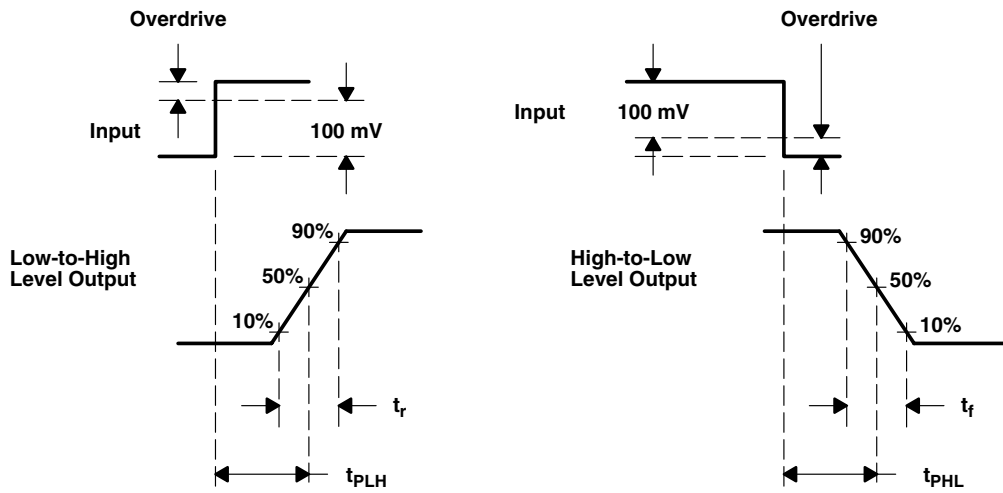 Overdrive
Input
100 mV
Low-to-High
Level Output
90%
50%
10%
tr
tPLH
Overdrive
Input
100 mV
High-to-Low
Level Output
90%
50%
10%
tf
tPHL